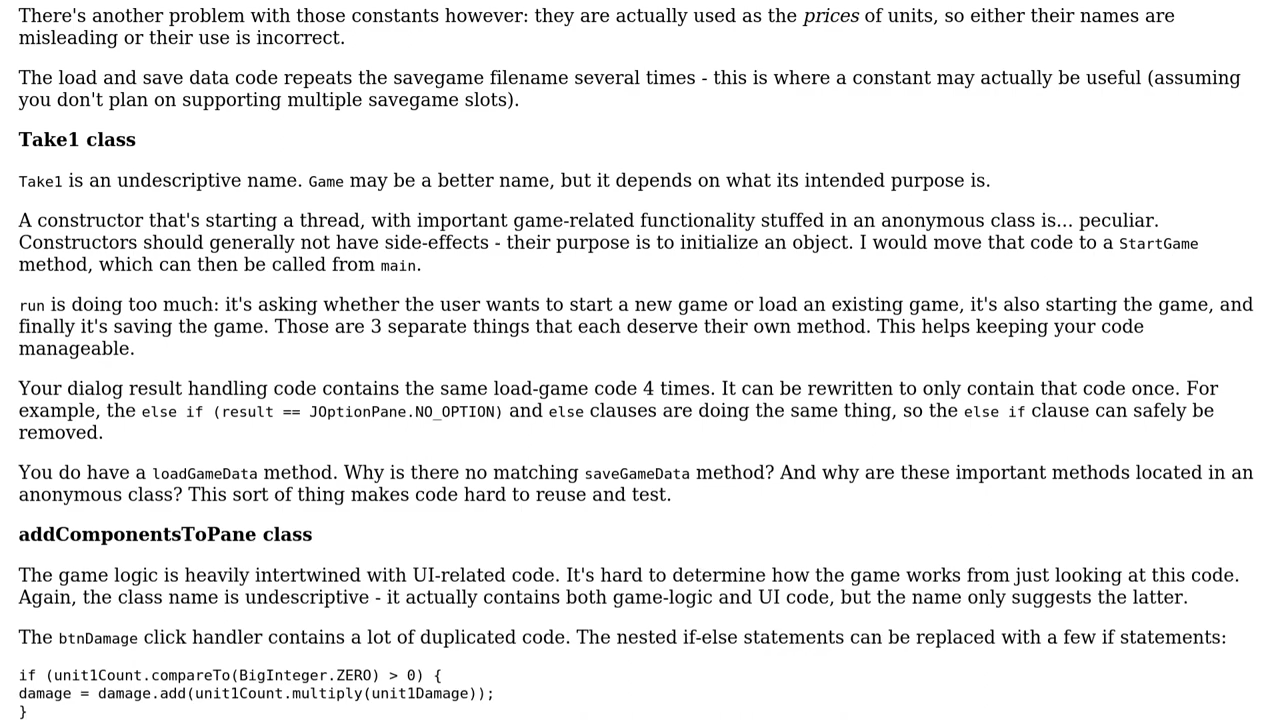 There's another problem with those constants however: they are actually used as the prices of units, so either their names are
misleading or their use is incorrect.
The load and save data code repeats the savegame filename several times - this is where a constant may actually be useful (assuming
you don't plan on supporting multiple savegame slots).
Take1 class
Take1 is an undescriptive name. Game may be a better name, but it depends on what its intended purpose is.
A constructor that's starting a thread, with important game-related functionality stuffed in an anonymous class is... peculiar.
Constructors should generally not have side-effects - their purpose is to initialize an object. I would move that code to a StartGame
method, which can then be called from main.
run is doing too much: it's asking whether the user wants to start a new game or load an existing game, it's also starting the game, and
finally it's saving the game. Those are 3 separate things that each deserve their own method. This helps keeping your code
manageable.
Your dialog result handling code contains the same load-game code 4 times. It can be rewritten to only contain that code once. For
example, the else if (result == JOptionPane.NO_OPTION) and else clauses are doing the same thing, so the else if clause can safely be
removed.
You do have a loadGameData method. Why is there no matching saveGameData method? And why are these important methods located in an
anonymous class? This sort of thing makes code hard to reuse and test.
addComponentsToPane class
The game logic is heavily intertwined with UI-related code. It's hard to determine how the game works from just looking at this code.
Again, the class name is undescriptive - it actually contains both game-logic and UI code, but the name only suggests the latter.
The btnDamage click handler contains a lot of duplicated code. The nested if-else statements can be replaced with a few if statements:
if (unit1Count.compareTo(BigInteger.ZERO) > 0) {
damage = damage.add(unit1Count.multiply(unit1Damage));
}